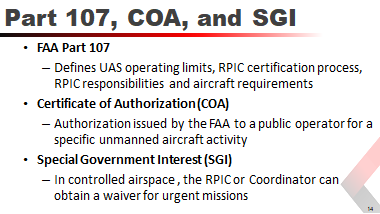 Part 107, COA, and SGI
• FAA Part 107
– Defines UAS operating limits, RPIC certification process,
RPIC responsibilities and aircraft requirements
• Certificate of Authorization (COA)
– Authorization issued by the FAA to a public operator for a
specific unmanned aircraft activity
• Special Government Interest (SGI)
– In controlled airspace, the RPIC or Coordinator can
obtain a waiver for urgent missions
14